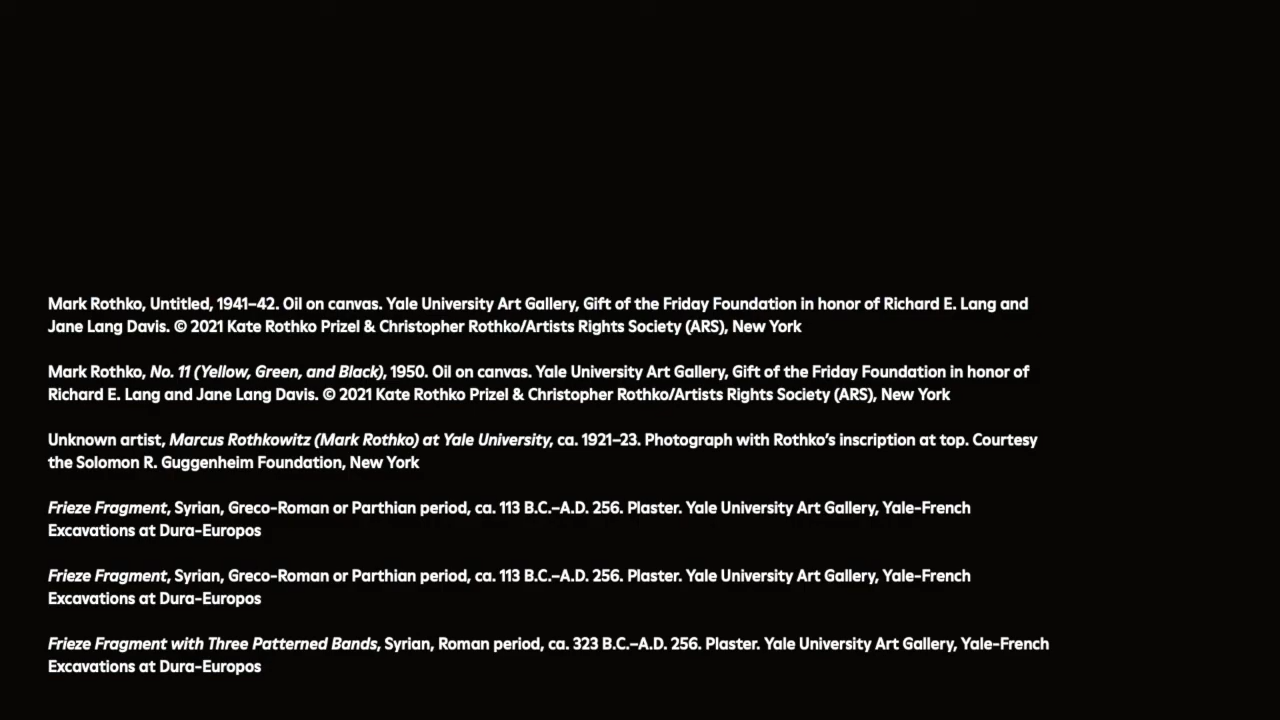 Mark Rothko, Untitled, 1941–42. Oil on canvas. Yale University Art Gallery, Gift of the Friday Foundation in honor of Richard E. Lang and
Jane Lang Davis. © 2021 Kate Rothko Prizel & Christopher Rothko/Artists Rights Society (ARS), New York
Mark Rothko, No. 11 (Yellow, Green, and Black), 1950. Oil on canvas. Yale University Art Gallery, Gift of the Friday Foundation in honor of
Richard E. Lang and Jane Lang Davis. © 2021 Kate Rothko Prizel & Christopher Rothko/Artists Rights Society (ARS), New York
Unknown artist, Marcus Rothkowitz (Mark Rothko) at Yale University, ca. 1921–23. Photograph with Rothko’s inscription at top. Courtesy
the Solomon R. Guggenheim Foundation, New York
Frieze Fragment, Syrian, Greco-Roman or Parthian period, ca. 113 B.C.–A.D. 256. Plaster. Yale University Art Gallery, Yale-French
Excavations at Dura-Europos
Frieze Fragment, Syrian, Greco-Roman or Parthian period, ca. 113 B.C.–A.D. 256. Plaster. Yale University Art Gallery, Yale-French
Excavations at Dura-Europos
Frieze Fragment with Three Patterned Bands, Syrian, Roman period, ca. 323 B.C.–A.D. 256. Plaster. Yale University Art Gallery, Yale-French
Excavations at Dura-Europos